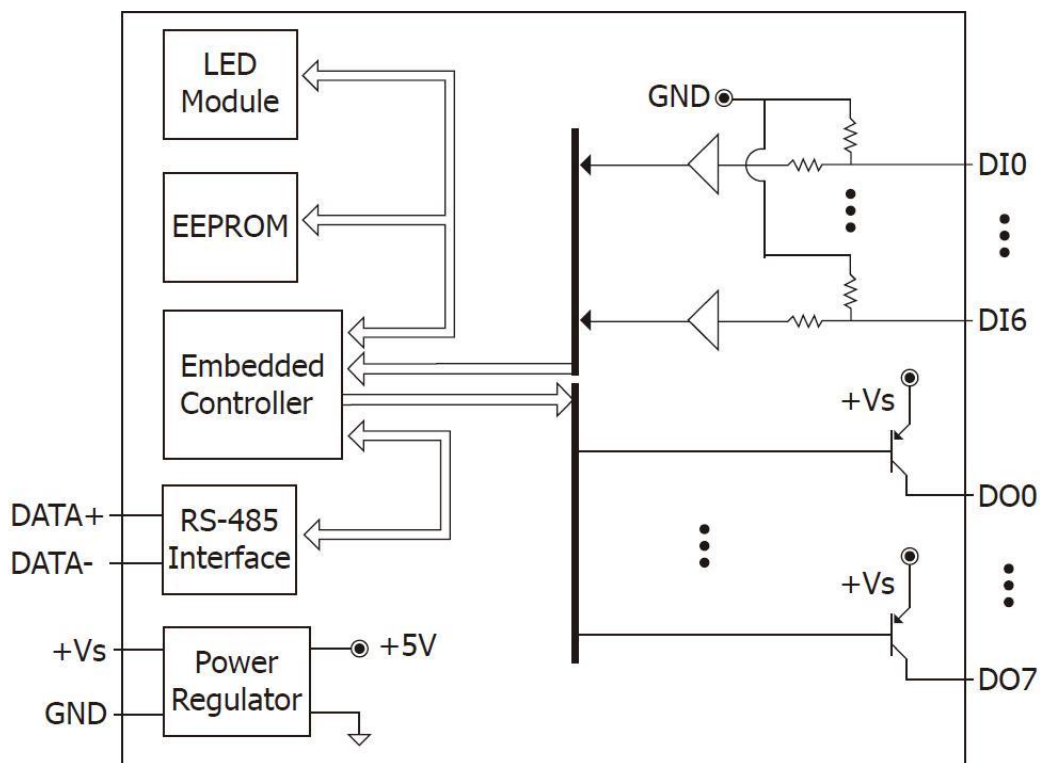 LED
Module
GND
DI0
EEPROM
DI6
Embedded
Controller
+Vs
DO0
DATA+
DATA-
RS-485
Interface
+Vs
DO7
+Vs
GND
Power
Regulator
+5V